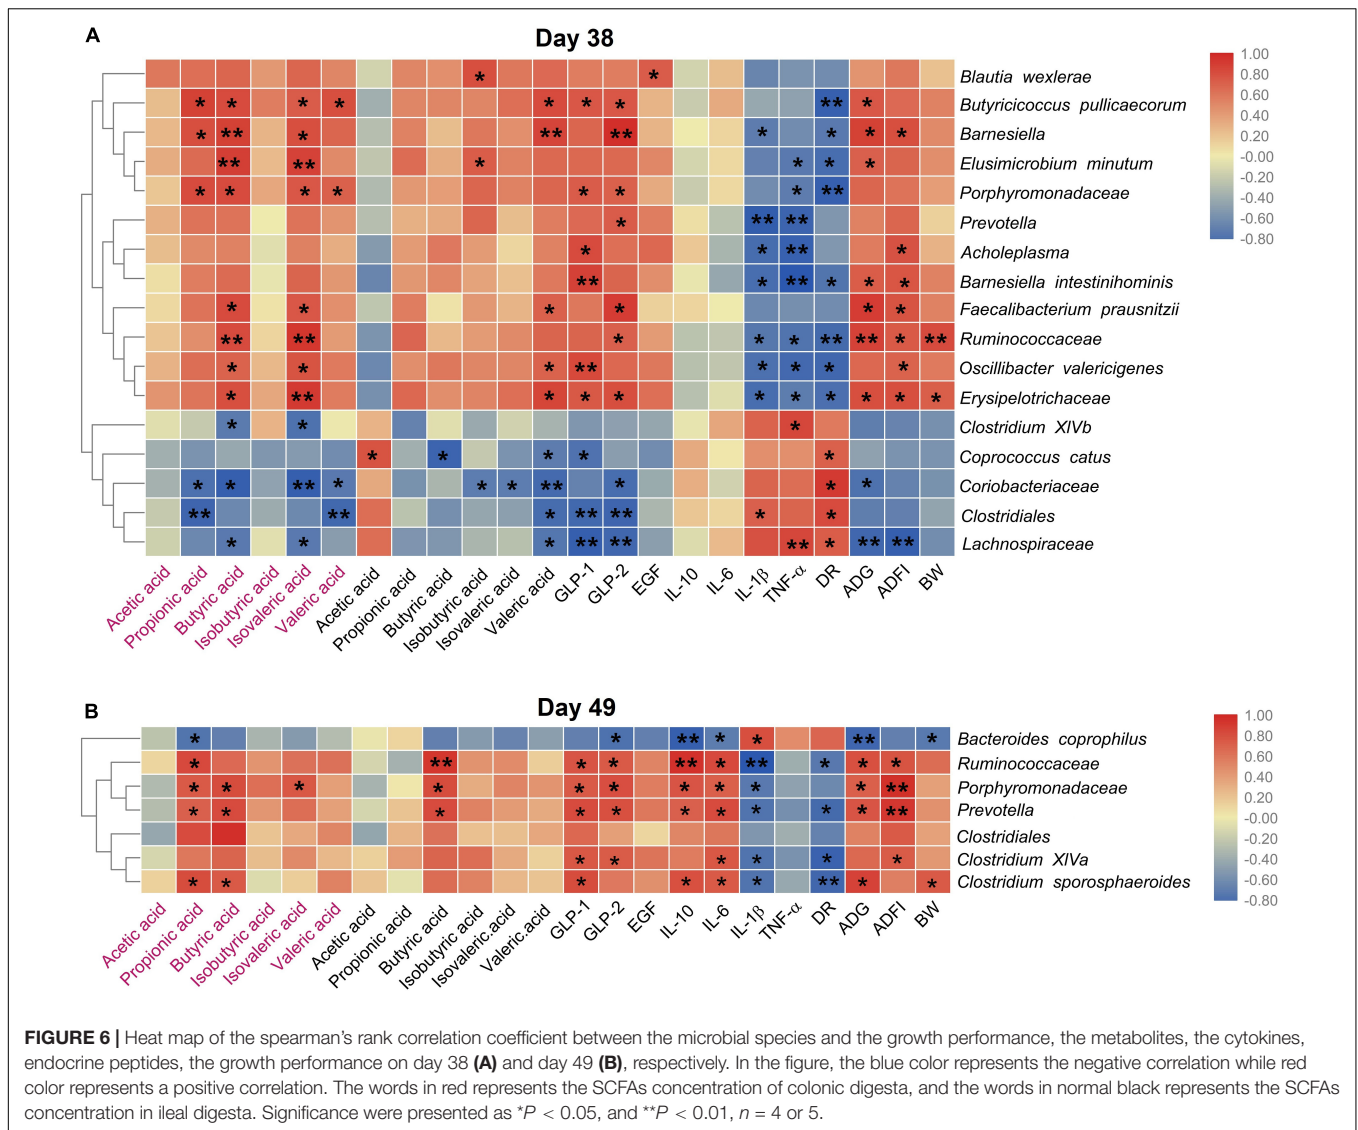 A
Day 38
1.00
0.80
0.60
0.40
0.20
-0.00
-0.20
-0.40
-0.60
-0.80
* * Blautia wexlerae
* * * * * * * ** * Butyricicoccus pullicaecorum
* ** * ** ** * * * * Barnesiella
** ** * * * * Elusimicrobium minutum
* * * * * * * ** Porphyromonadaceae
* ** ** Prevotella
* * ** * Acholeplasma
** * ** * * * Barnesiella intestinihominis
* * * * * * Faecalibacterium prausnitzii
** ** * * * ** ** * ** Ruminococcaceae
* * * ** * * * * Oscillibacter valericigenes
* ** * * * * * * * * * Erysipelotrichaceae
* * * Clostridium XlVb
* * * * * Coprococcus catus
* * ** * * * ** * * * Coriobacteriaceae
** ** * ** ** * * Clostridiales
* * * ** ** ** * ** ** Lachnospiraceae
Acetic acid
Propionic acid
Butyric acid
Isobutyric acid
Isovaleric acid
Valeric acid
Acetic acid
Propionic acid
Butyric acid
Isobutyric acid
Isovaleric acid
Valeric acid
GLP-1
GLP-2
EGF
IL-10
IL-6
IL-1β
TNF-α
DR
ADG
ADFI
BW
B
Day 49
1.00
0.80
0.60
0.40
0.20
-0.00
-0.20
-0.40
-0.60
-0.80
* * ** * * ** * Bacteroides coprophilus
* ** * * ** * ** * * * Ruminococcaceae
* * * * * * * * * * ** Porphyromonadaceae
* * * * * * * * * * ** Prevotella
Clostridiales
* * * * * * Clostridium XlVa
* * * * * * ** * * Clostridium sporosphaeroides
Acetic acid
Propionic acid
Butyric acid
Isobutyric acid
Isovaleric acid
Valeric acid
Acetic acid
Propionic acid
Butyric acid
Isobutyric acid
Isovaleric.acid
Valeric.acid
GLP-1
GLP-2
EGF
IL-10
IL-6
IL-1β
TNF-α
DR
ADG
ADFI
BW
FIGURE 6 | Heat map of the spearman's rank correlation coefficient between the microbial species and the growth performance, the metabolites, the cytokines,
endocrine peptides, the growth performance on day 38 (A) and day 49 (B), respectively. In the figure, the blue color represents the negative correlation while red
color represents a positive correlation. The words in red represents the SCFAs concentration of colonic digesta, and the words in normal black represents the SCFAs
concentration in ileal digesta. Significance were presented as *P < 0.05, and **P < 0.01, n = 4 or 5.